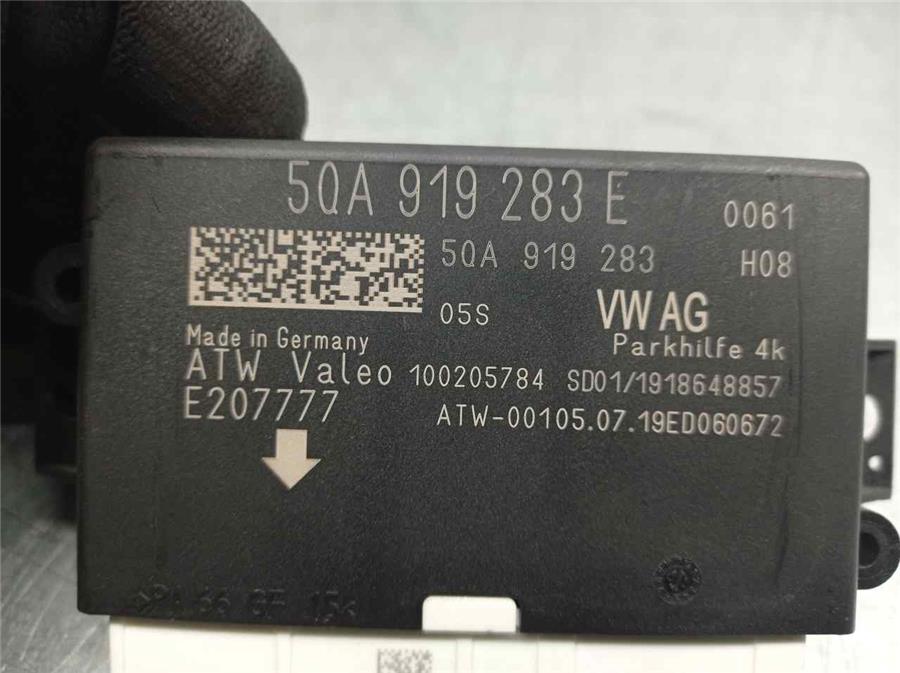 5QA 919 283 E 0061
5QA 919 283 H08
05S VW AG
Made in Germany Parkhilfe 4k
ATW Valeo 100205784 SD01/1918648857
E207777 ATW-00105.07.19ED060672